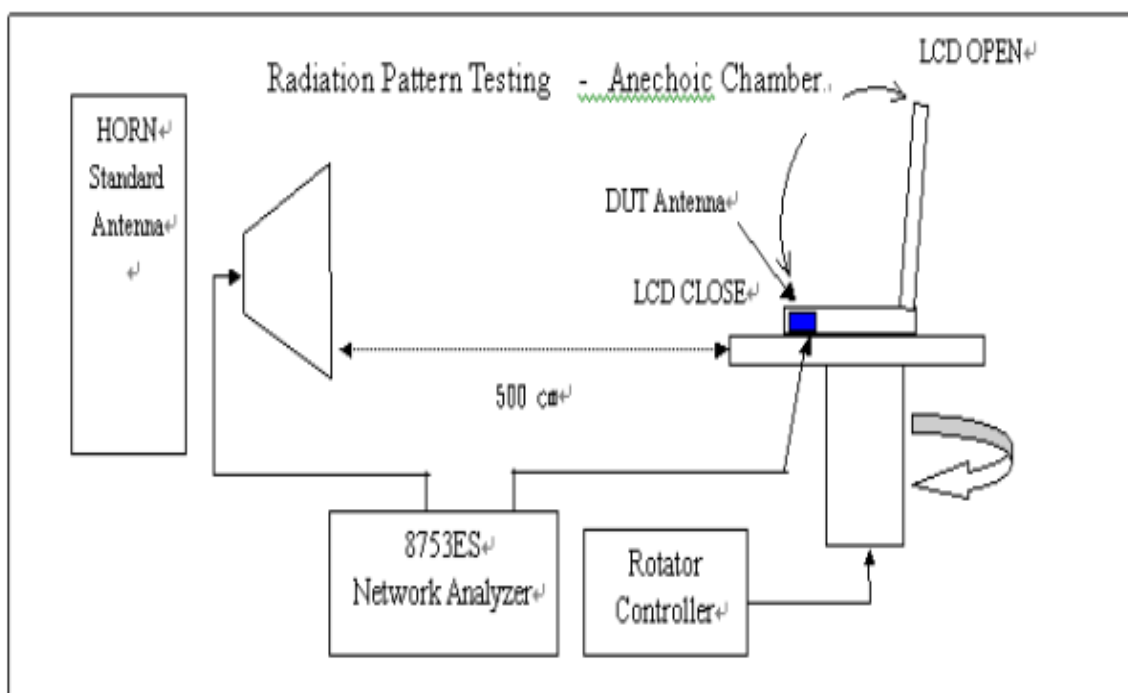 LCD OPEN
Radiation Pattern Testing - Anechoic Chamber.
HORN
Standard
Antenna
DUT Antenna
LCD CLOSE
500 cm
8753ES
Network Analyzer
Rotator
Controller